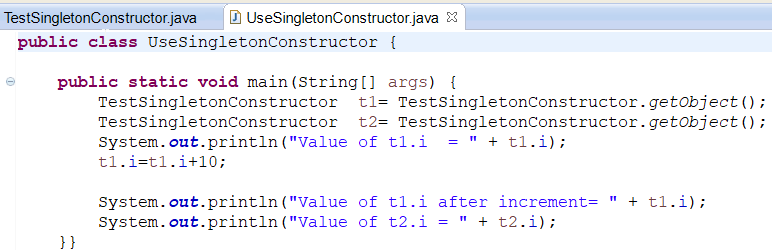 TestSingletonConstructor.java UseSingletonConstructor.java
public class UseSingletonConstructor {
public static void main(String[] args) {
TestSingletonConstructor  t1= TestSingletonConstructor.getObject();
TestSingletonConstructor  t2= TestSingletonConstructor.getObject();
System.out.println("Value of t1.i  = " + t1.i);
t1.i=t1.i+10;
System.out.println("Value of t1.i after increment= " + t1.i);
System.out.println("Value of t2.i = " + t2.i);
}}